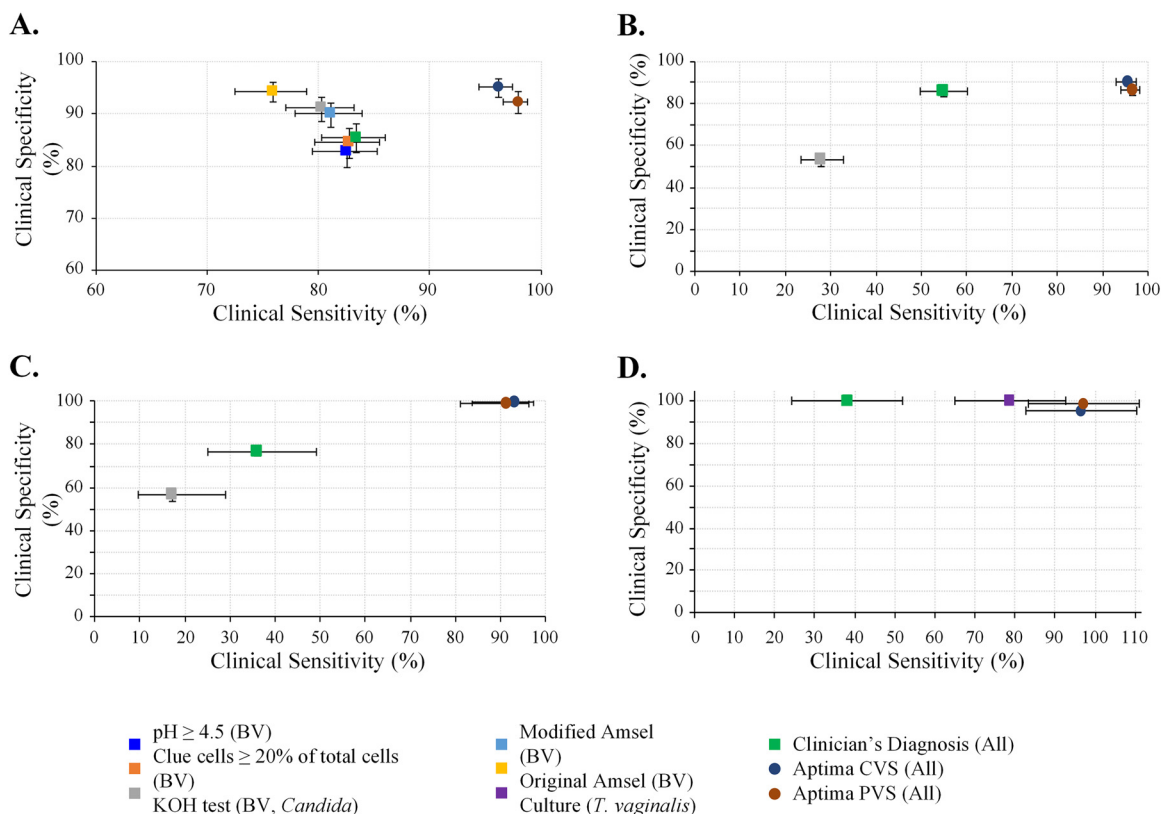 A.
Clinical Specificity
(%)
100
90
80
70
60
60 70 80 90 100
Clinical Sensitivity (%)
B.
Clinical Specificity (%)
100
80
60
40
20
0
0 10 20 30 40 50 60 70 80 90 100
Clinical Sensitivity (%)
C.
Clinical Specificity
(%)
100
80
60
40
20
0
0 10 20 30 40 50 60 70 80 90 100
Clinical Sensitivity (%)
D.
Clinical Specificity (%)
100
80
60
40
20
0
0 10 20 30 40 50 60 70 80 90 100 110
Clinical Sensitivity (%)
pH ≥ 4.5 (BV)
Clue cells ≥ 20% of total cells
(BV)
KOH test (BV, Candida)
Modified Amsel
(BV)
Original Amsel (BV)
Culture (T. vaginalis)
Clinician's Diagnosis (All)
Aptima CVS (All)
Aptima PVS (All)